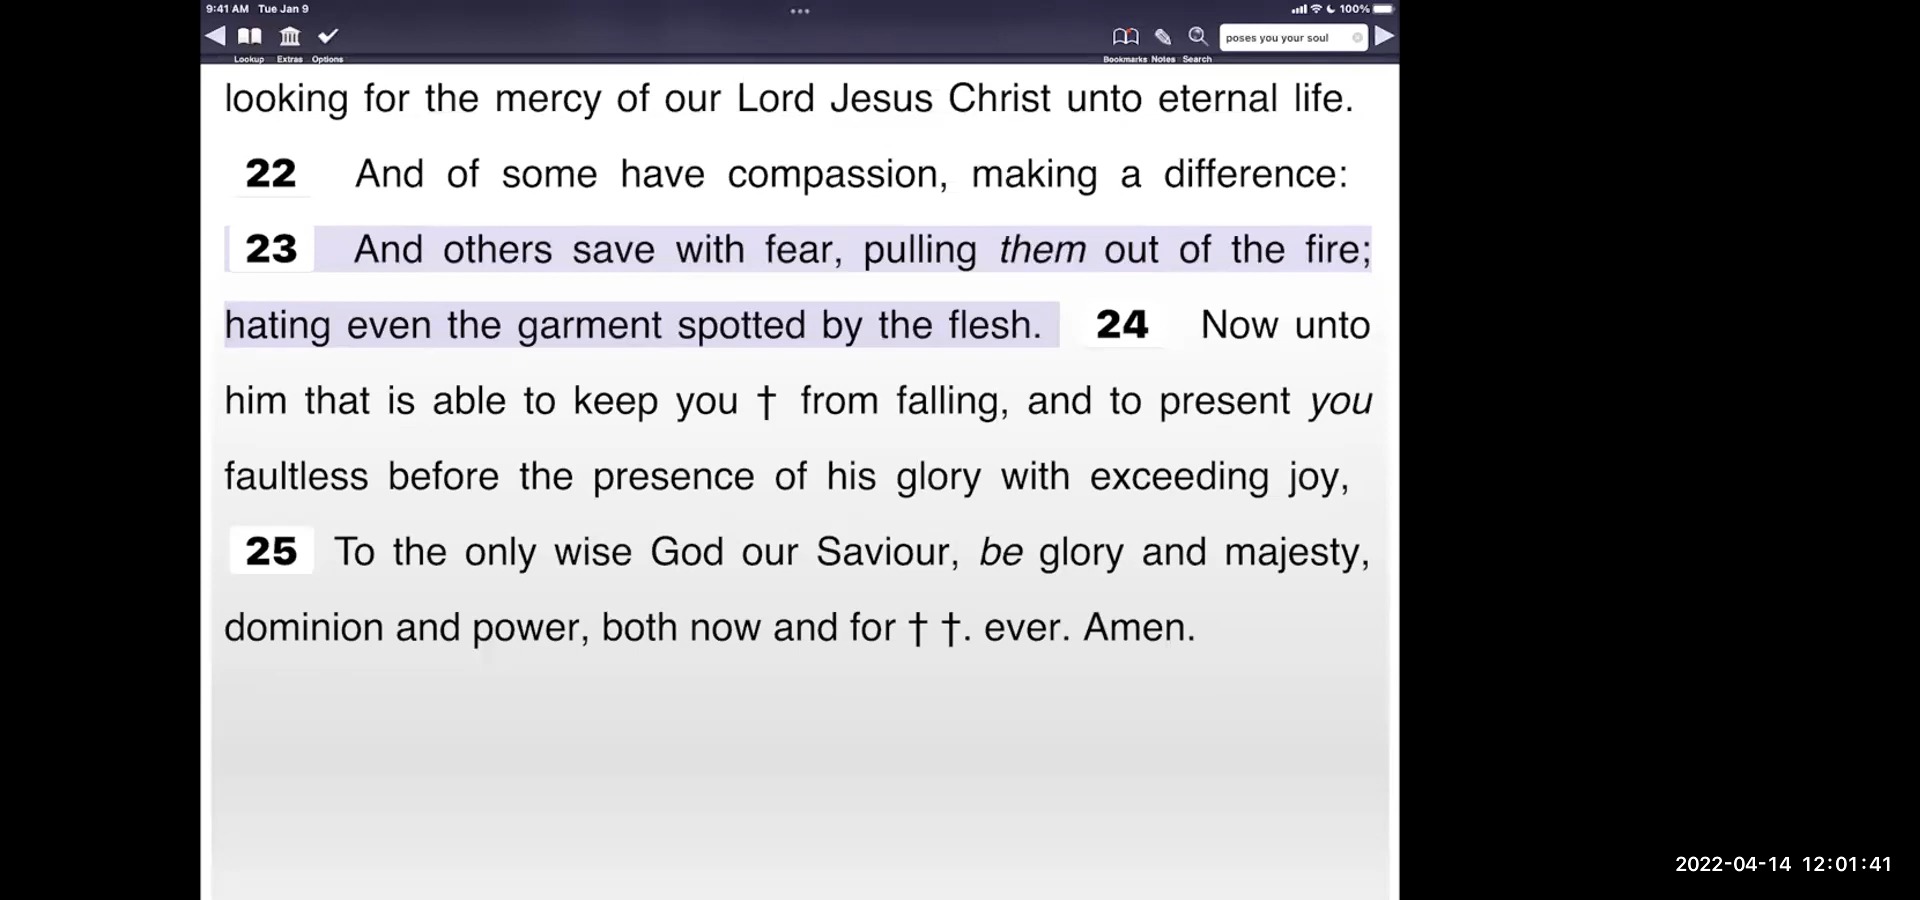 9:41 AM Tue Jan 9
100%
Lookup Extras Options
Bookmarks Notes Search
poses you your soul
looking for the mercy of our Lord Jesus Christ unto eternal life.
22 And of some have compassion, making a difference:
23 And others save with fear, pulling them out of the fire;
hating even the garment spotted by the flesh. 24 Now unto
him that is able to keep you † from falling, and to present you
faultless before the presence of his glory with exceeding joy,
25 To the only wise God our Saviour, be glory and majesty,
dominion and power, both now and for † †. ever. Amen.
2022-04-14 12:01:41